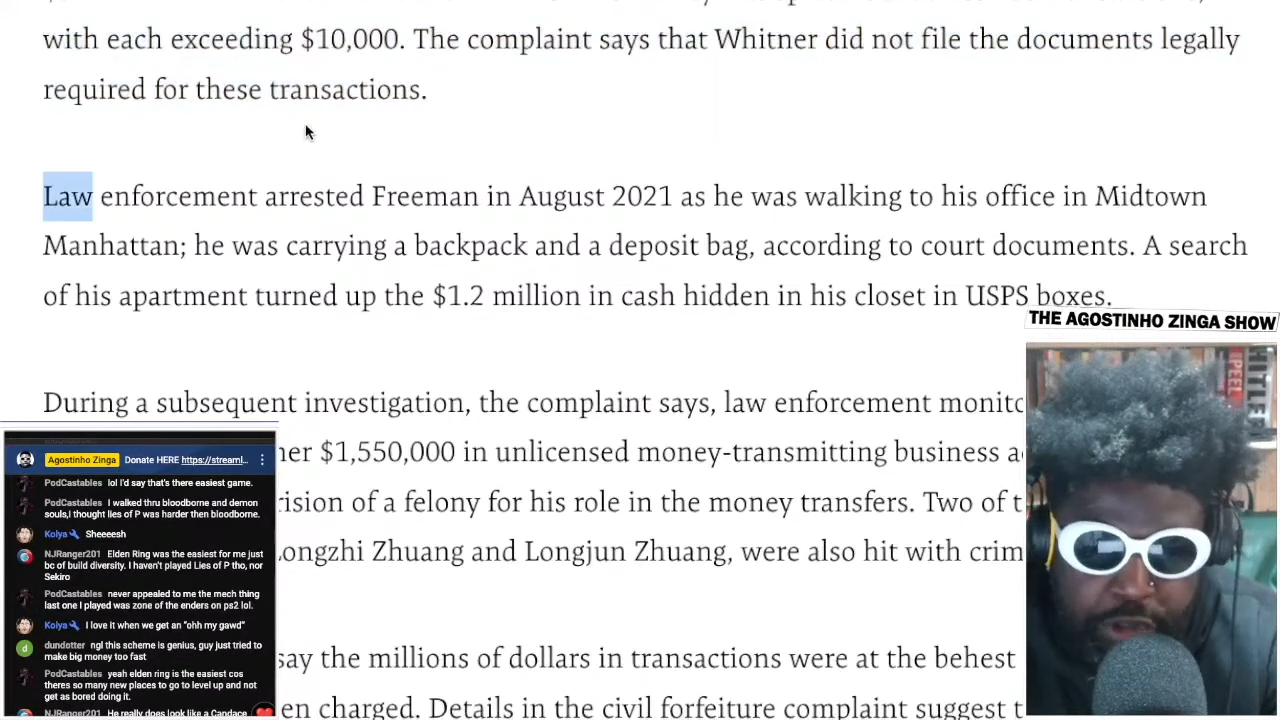 with each exceeding $10,000. The complaint says that Whitner did not file the documents legally
required for these transactions.
Law enforcement arrested Freeman in August 2021 as he was walking to his office in Midtown
Manhattan; he was carrying a backpack and a deposit bag, according to court documents. A search
of his apartment turned up the $1.2 million in cash hidden in his closet in USPS boxes.
THE AGOSTINHO ZINGA SHOW
During a subsequent investigation, the complaint says, law enforcement
her $1,550,000 in unlicensed money-transmitting business
of a felony for his role in the money transfers. Two of
Longzhi Zhuang and Longjun Zhuang, were also hit with
say the millions of dollars in transactions were at the behest
charged. Details in the civil forfeiture complaint suggest
Agostinho Zinga Donate HERE https://streaml...
PodCastables lol I'd say that's there easiest game.
PodCastables I walked thru bloodborne and demon
souls,I thought lies of P was harder then bloodborne.
Kolya Sheeeesh
NJRanger201 Elden Ring was the easiest for me just
bc of build diversity. I haven't played Lies of P tho, nor
Sekiro
PodCastables never appealed to me the mech thing
last one I played was zone of the enders on ps2 lol.
Kolya I love it when we get an "ohh my gawd"
d
dundotter ngl this scheme is genius, guy just tried to
make big money too fast
PodCastables yeah elden ring is the easiest cos
theres so many new places to go to level up and not
get as bored doing it.
NJRanger201 He really does look like a Candace